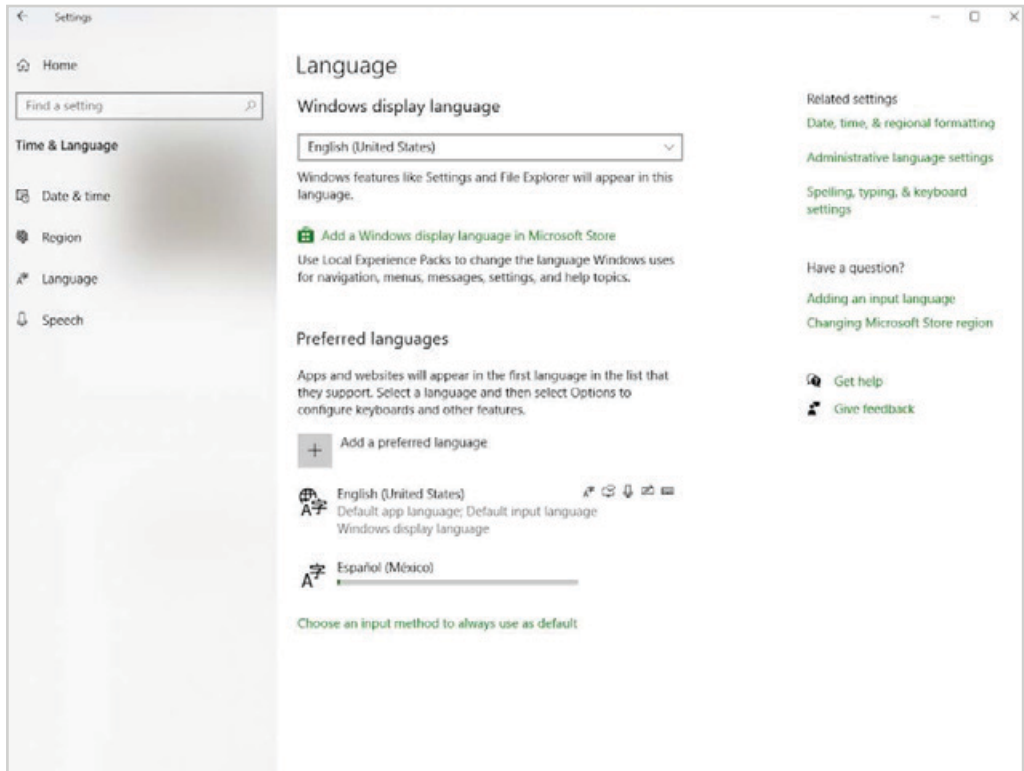 Settings
Home
Find a setting
Time & Language
Date & time
Region
Language
Speech
Language
Windows display language
English (United States)
Windows features like Settings and File Explorer will appear in this
language.
Add a Windows display language in Microsoft Store
Use Local Experience Packs to change the language Windows uses
for navigation, menus, messages, settings, and help topics.
Preferred languages
Apps and websites will appear in the first language in the list that
they support. Select a language and then select Options to
configure keyboards and other features.
Add a preferred language
English (United States)
Default app language; Default input language
Windows display language
Español (México)
Choose an input method to always use as default
Related settings
Date, time, & regional formatting
Administrative language settings
Spelling, typing, & keyboard
settings
Have a question?
Adding an input language
Changing Microsoft Store region
Get help
Give feedback